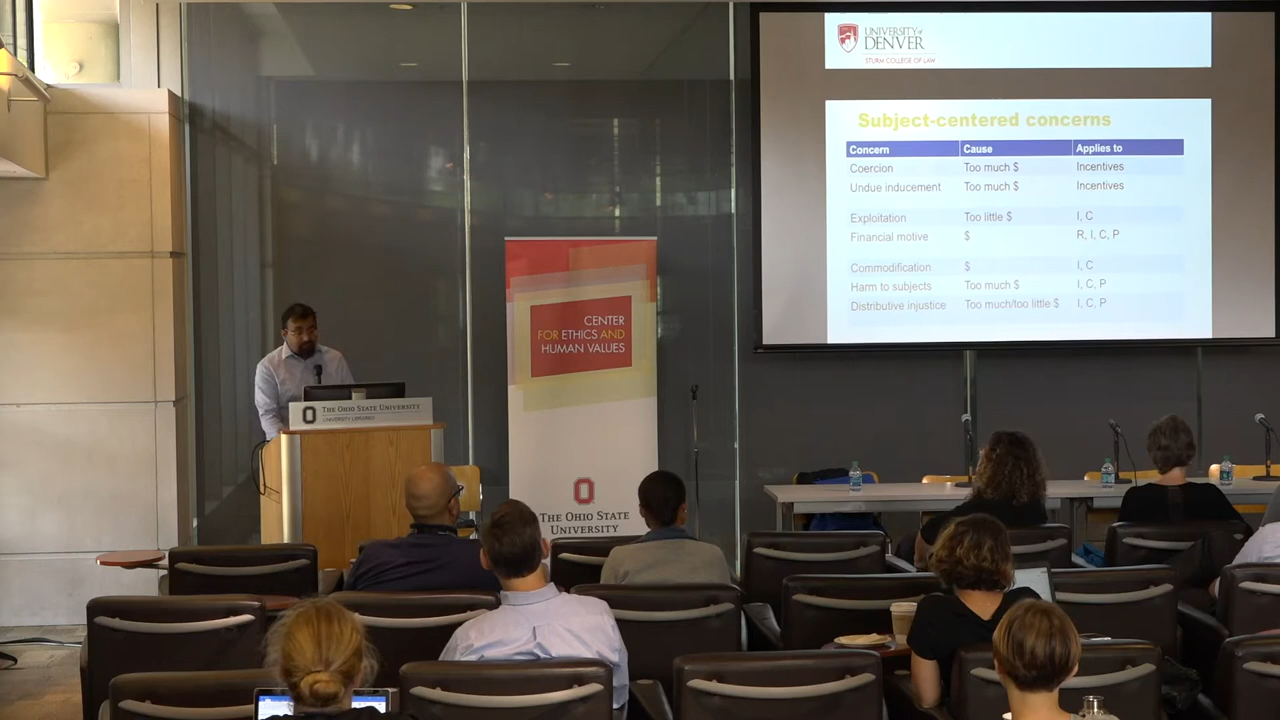 UNIVERSITY of
DENVER
STURM COLLEGE OF LAW
Subject-centered concerns
Concern Cause Applies to
Coercion Too much $ Incentives
Undue inducement Too much $ Incentives
Exploitation Too little $ I, C
Financial motive $ R, I, C, P
Commodification $ I, C
Harm to subjects Too much $ I, C, P
Distributive injustice Too much/too little $ I, C, P
CENTER
FOR ETHICS AND
HUMAN VALUES
THE OHIO STATE UNIVERSITY
UNIVERSITY LIBRARIES
THE OHIO STATE
UNIVERSITY